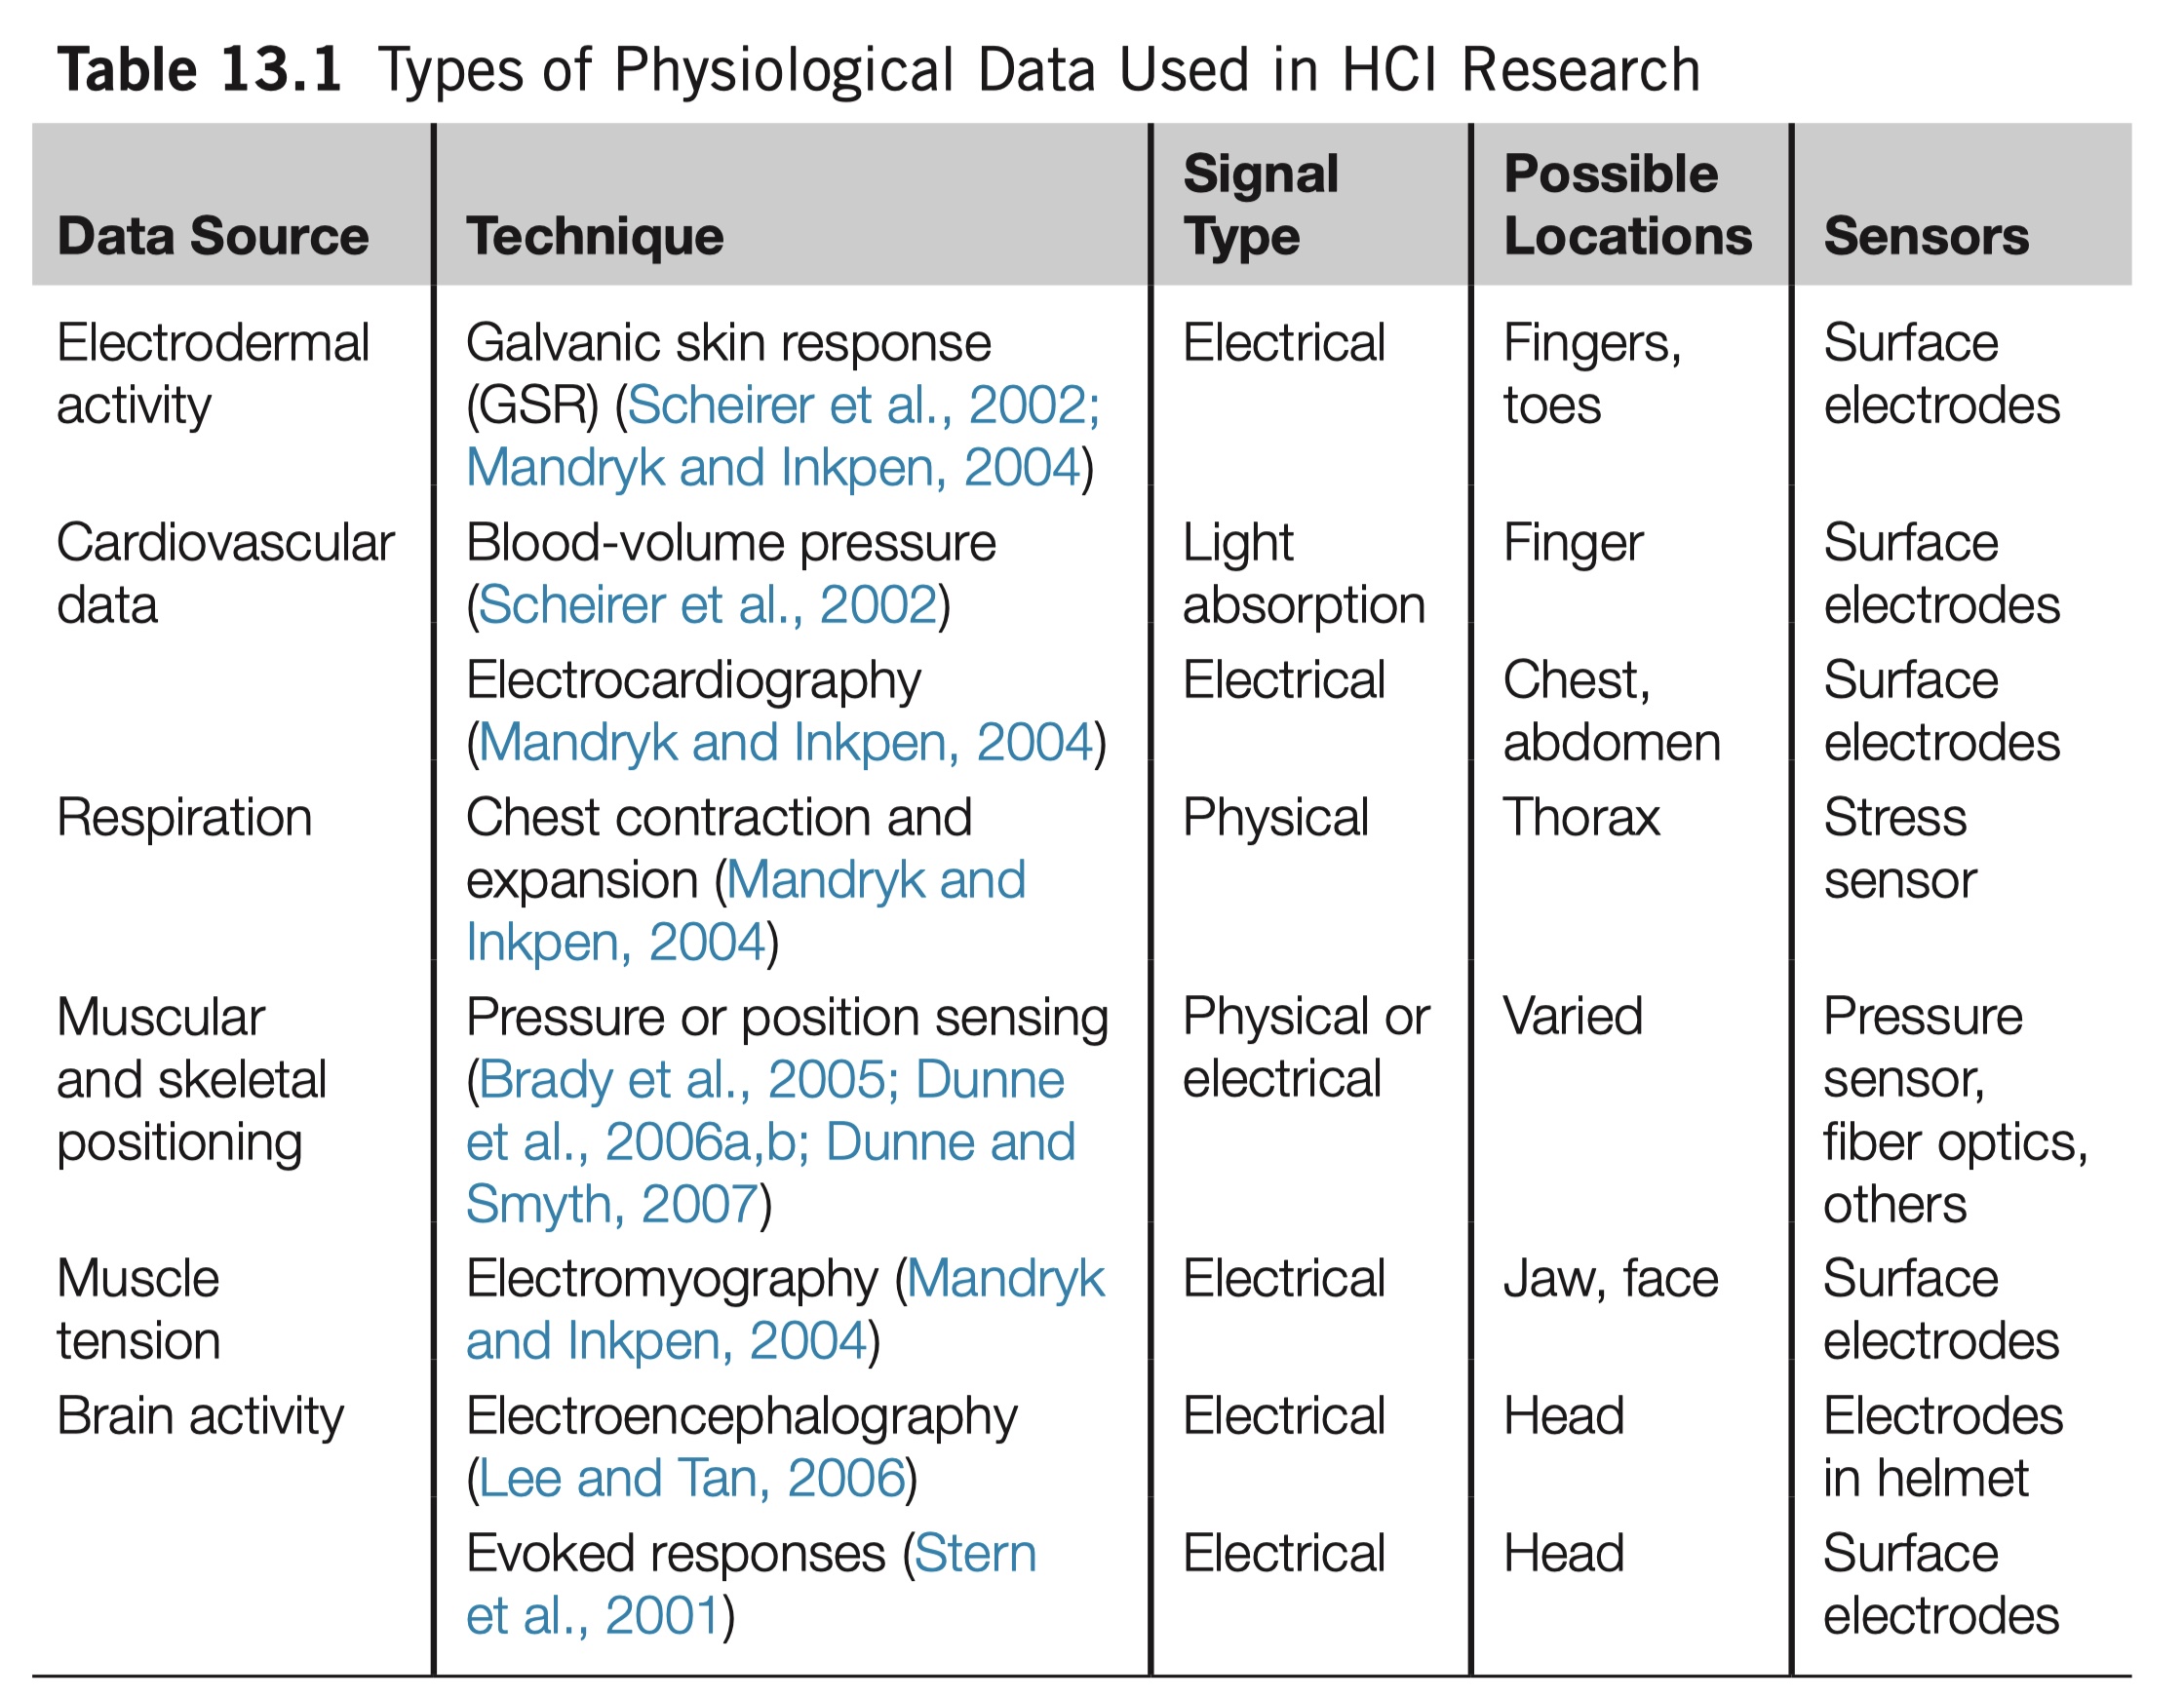 Table 13.1 Types of Physiological Data Used in HCI Research
Data Source | Technique | Signal Type | Possible Locations | Sensors
Electrodermal activity | Galvanic skin response (GSR) (Scheirer et al., 2002; Mandryk and Inkpen, 2004) | Electrical | Fingers, toes | Surface electrodes
Cardiovascular data | Blood-volume pressure (Scheirer et al., 2002) | Light absorption | Finger | Surface electrodes
Electrocardiography (Mandryk and Inkpen, 2004) | Electrical | Chest, abdomen | Surface electrodes
Respiration | Chest contraction and expansion (Mandryk and Inkpen, 2004) | Physical | Thorax | Stress sensor
Muscular and skeletal positioning | Pressure or position sensing (Brady et al., 2005; Dunne et al., 2006a,b; Dunne and Smyth, 2007) | Physical or electrical | Varied | Pressure sensor, fiber optics, others
Muscle tension | Electromyography (Mandryk and Inkpen, 2004) | Electrical | Jaw, face | Surface electrodes
Brain activity | Electroencephalography (Lee and Tan, 2006) | Electrical | Head | Electrodes in helmet
Evoked responses (Stern et al., 2001) | Electrical | Head | Surface electrodes